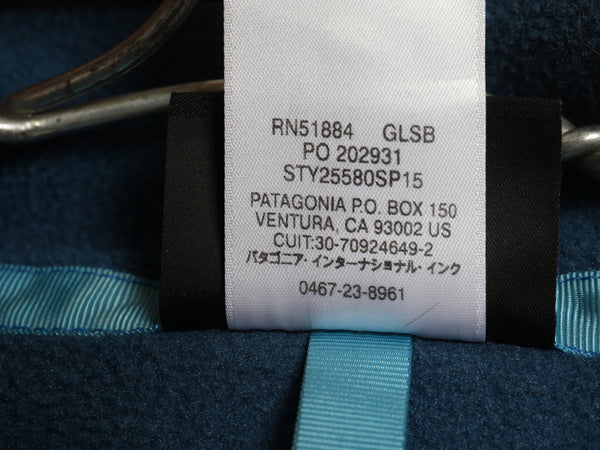 RN51884 GLSB
PO 202931
STY25580SP15
PATAGONIA P.O. BOX 150
VENTURA, CA 93002 US
CUIT:30-70924649-2
パタゴニア・インターナショナル・インク
0467-23-8961